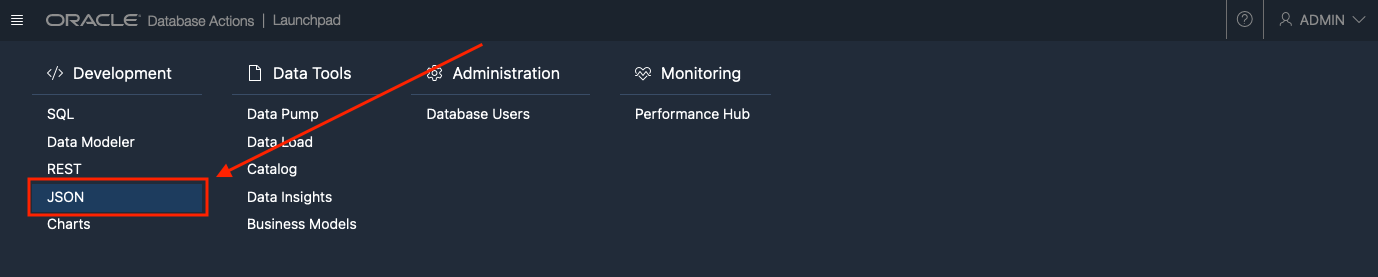 ORACLE Database Actions | Launchpad
ADMIN
Development
SQL
Data Modeler
REST
JSON
Charts
Data Tools
Data Pump
Data Load
Catalog
Data Insights
Business Models
Administration
Database Users
Monitoring
Performance Hub